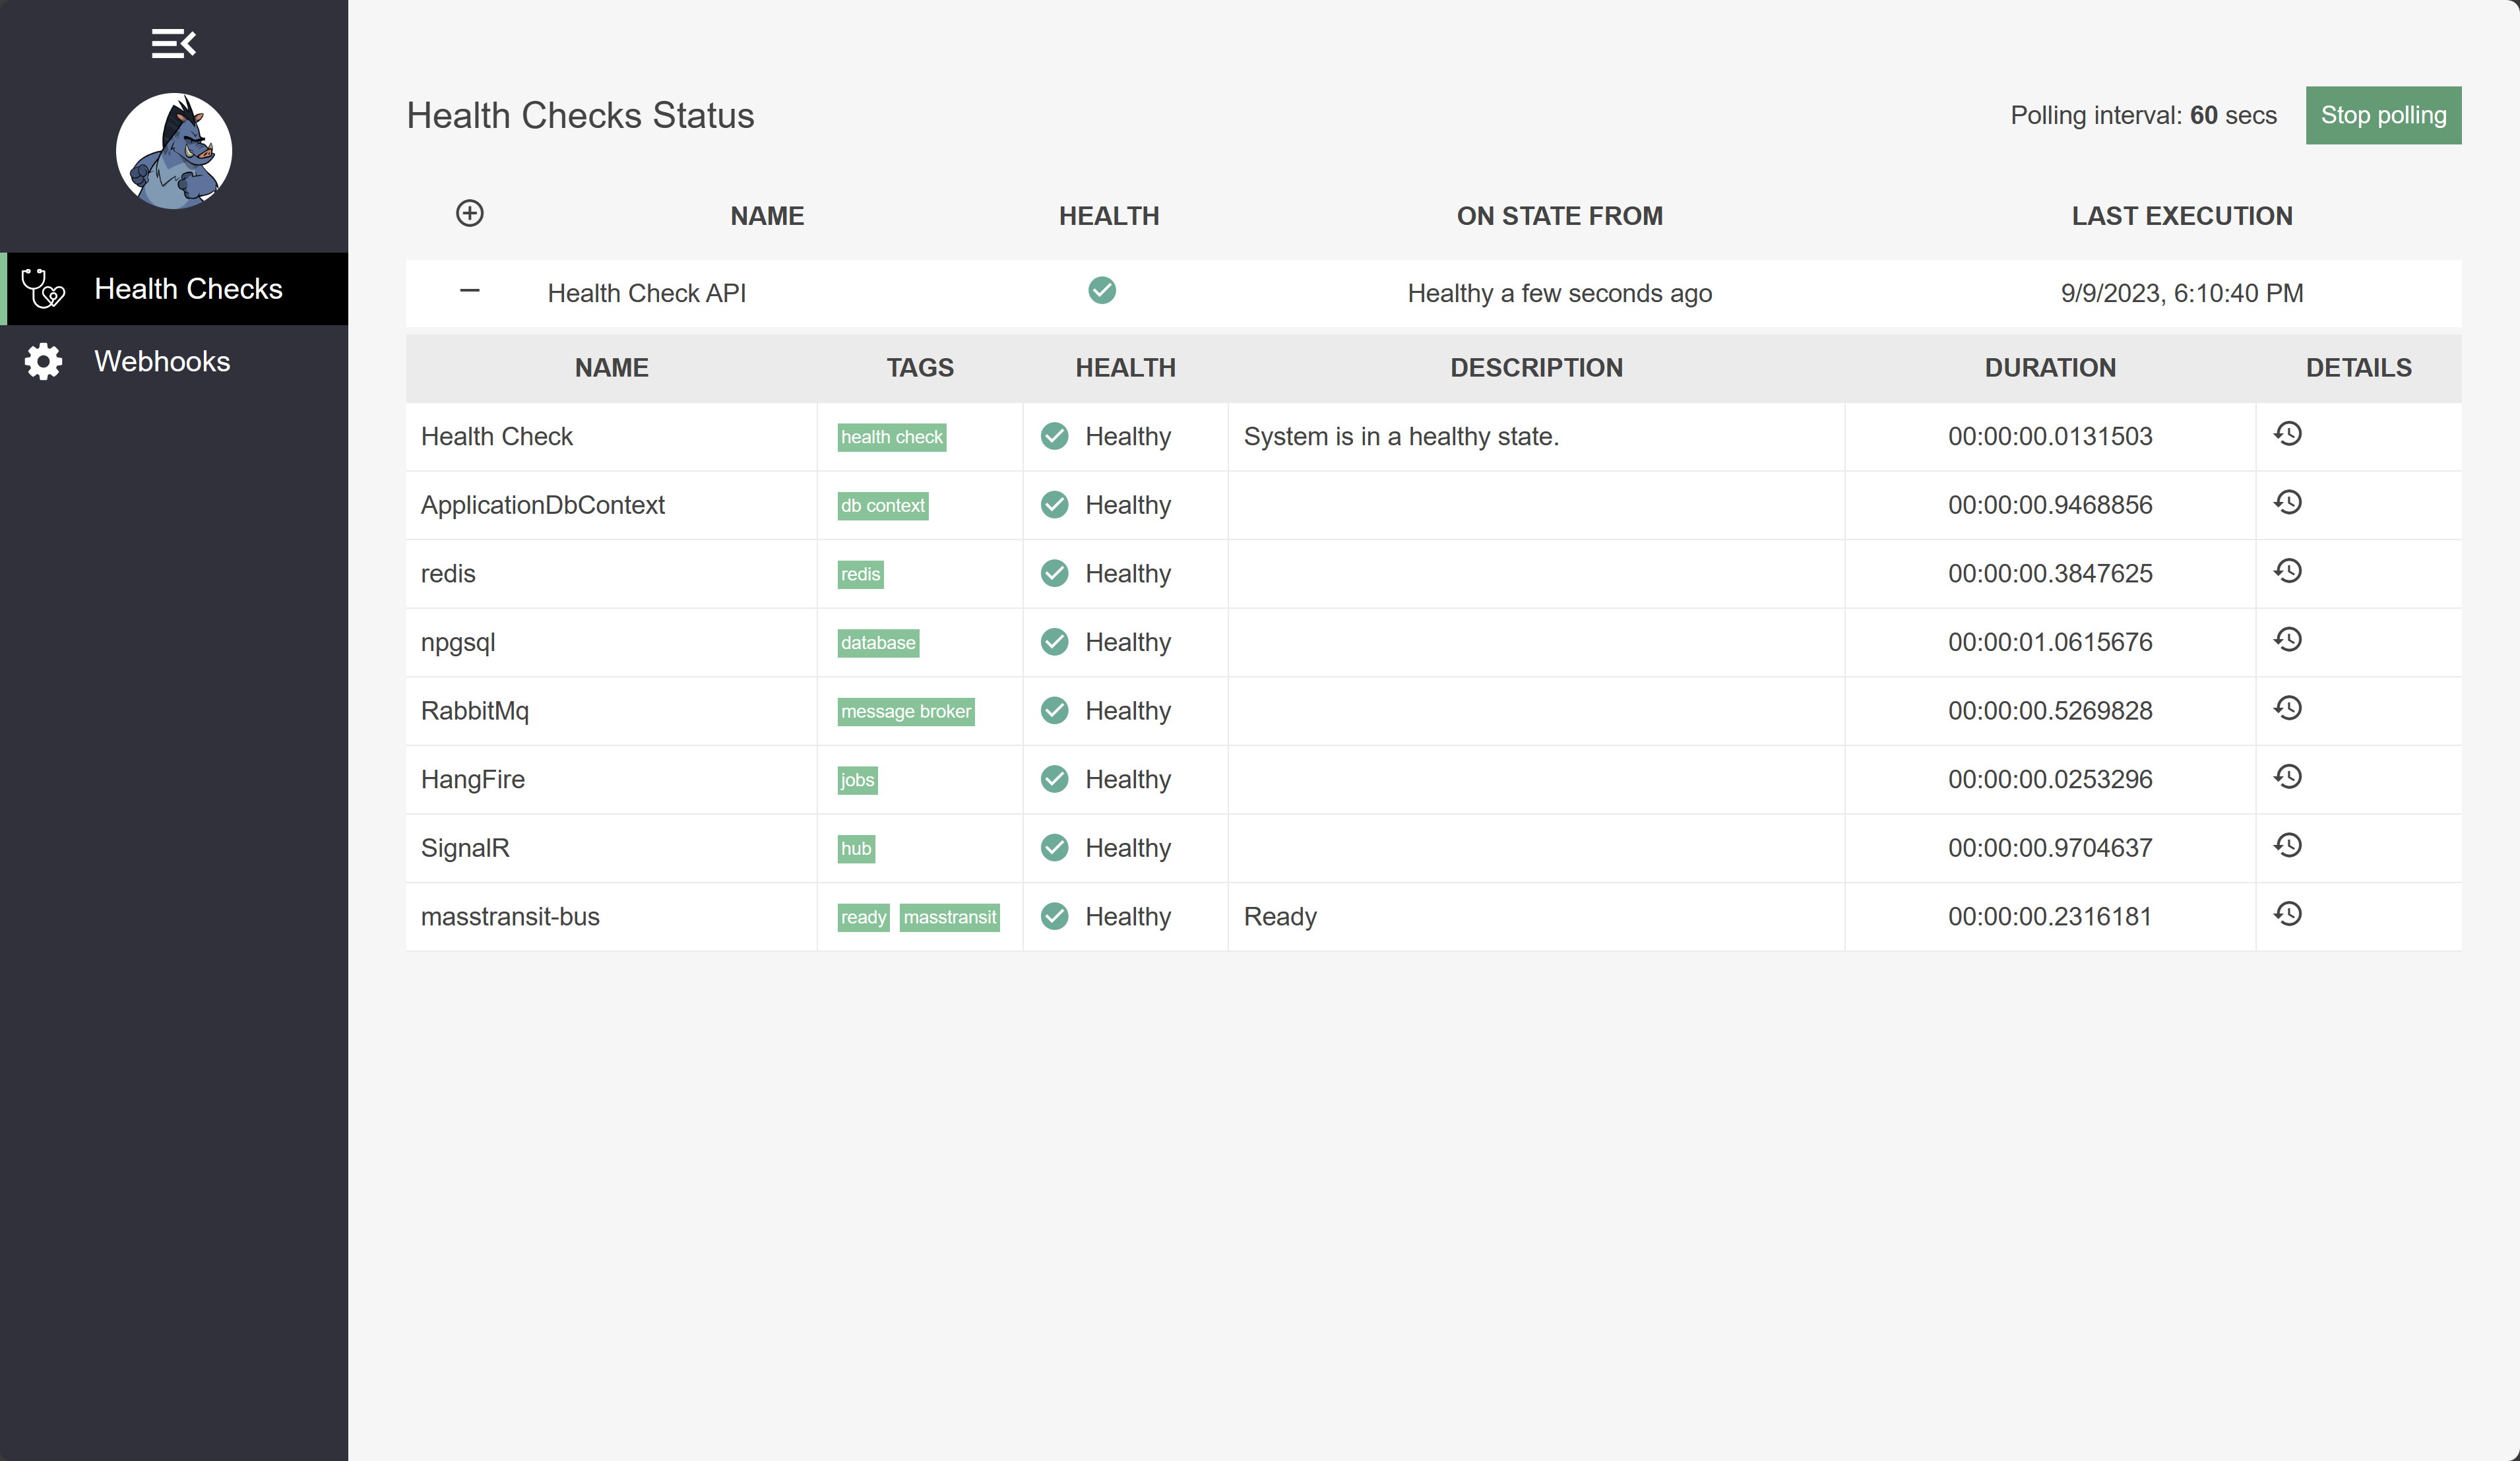 Health Checks
Webhooks
Health Checks Status
Polling interval: 60 secs Stop polling
NAME HEALTH ON STATE FROM LAST EXECUTION
Health Check API Healthy a few seconds ago 9/9/2023, 6:10:40 PM
NAME TAGS HEALTH DESCRIPTION DURATION DETAILS
Health Check health check Healthy System is in a healthy state. 00:00:00.0131503
ApplicationDbContext db context Healthy 00:00:00.9468856
redis redis Healthy 00:00:00.3847625
npgsql database Healthy 00:00:01.0615676
RabbitMq message broker Healthy 00:00:00.5269828
HangFire jobs Healthy 00:00:00.0253296
SignalR hub Healthy 00:00:00.9704637
masstransit-bus ready masstransit Healthy Ready 00:00:00.2316181